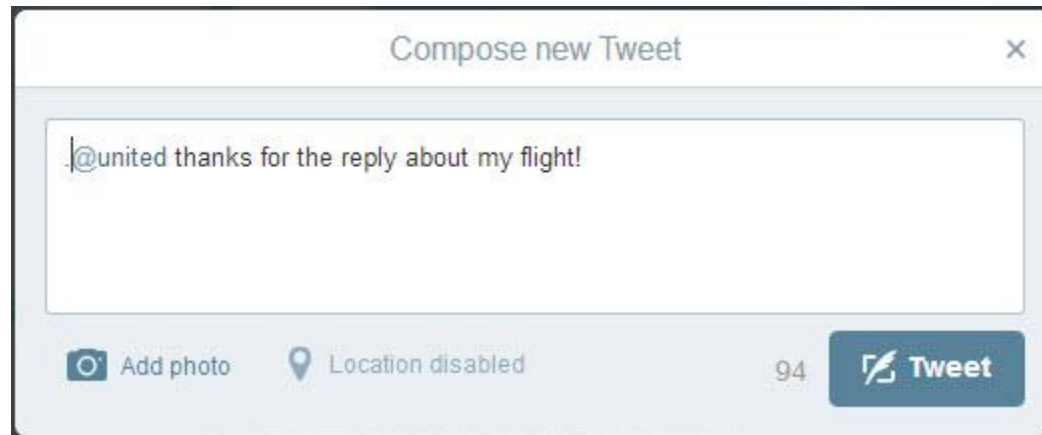 Compose new Tweet ×
.@united thanks for the reply about my flight!
Add photo Location disabled 94 Tweet